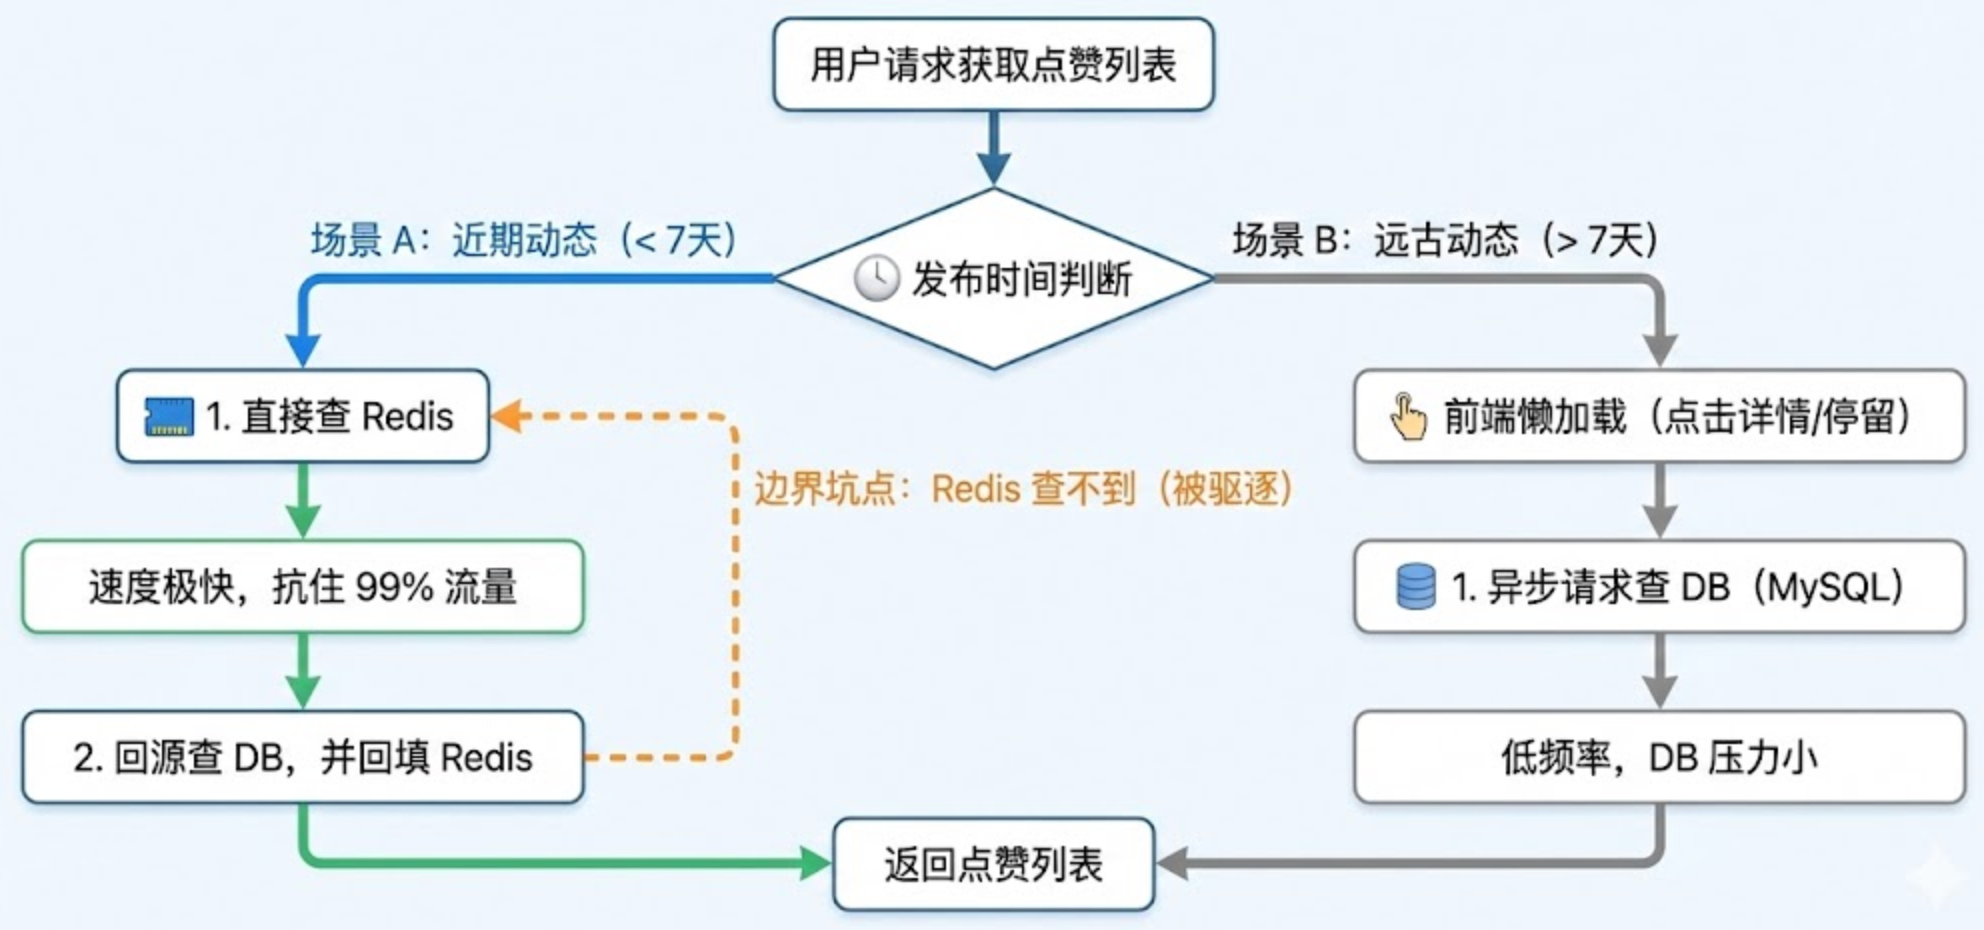 用户请求获取点赞列表
场景 A：近期动态（< 7天）
发布时间判断
场景 B：远古动态（> 7天）
1. 直接查 Redis
边界坑点：Redis 查不到（被驱逐）
速度极快，抗住 99% 流量
2. 回源查 DB，并回填 Redis
前端懒加载（点击详情/停留）
1. 异步请求查 DB（MySQL）
低频率，DB 压力小
返回点赞列表